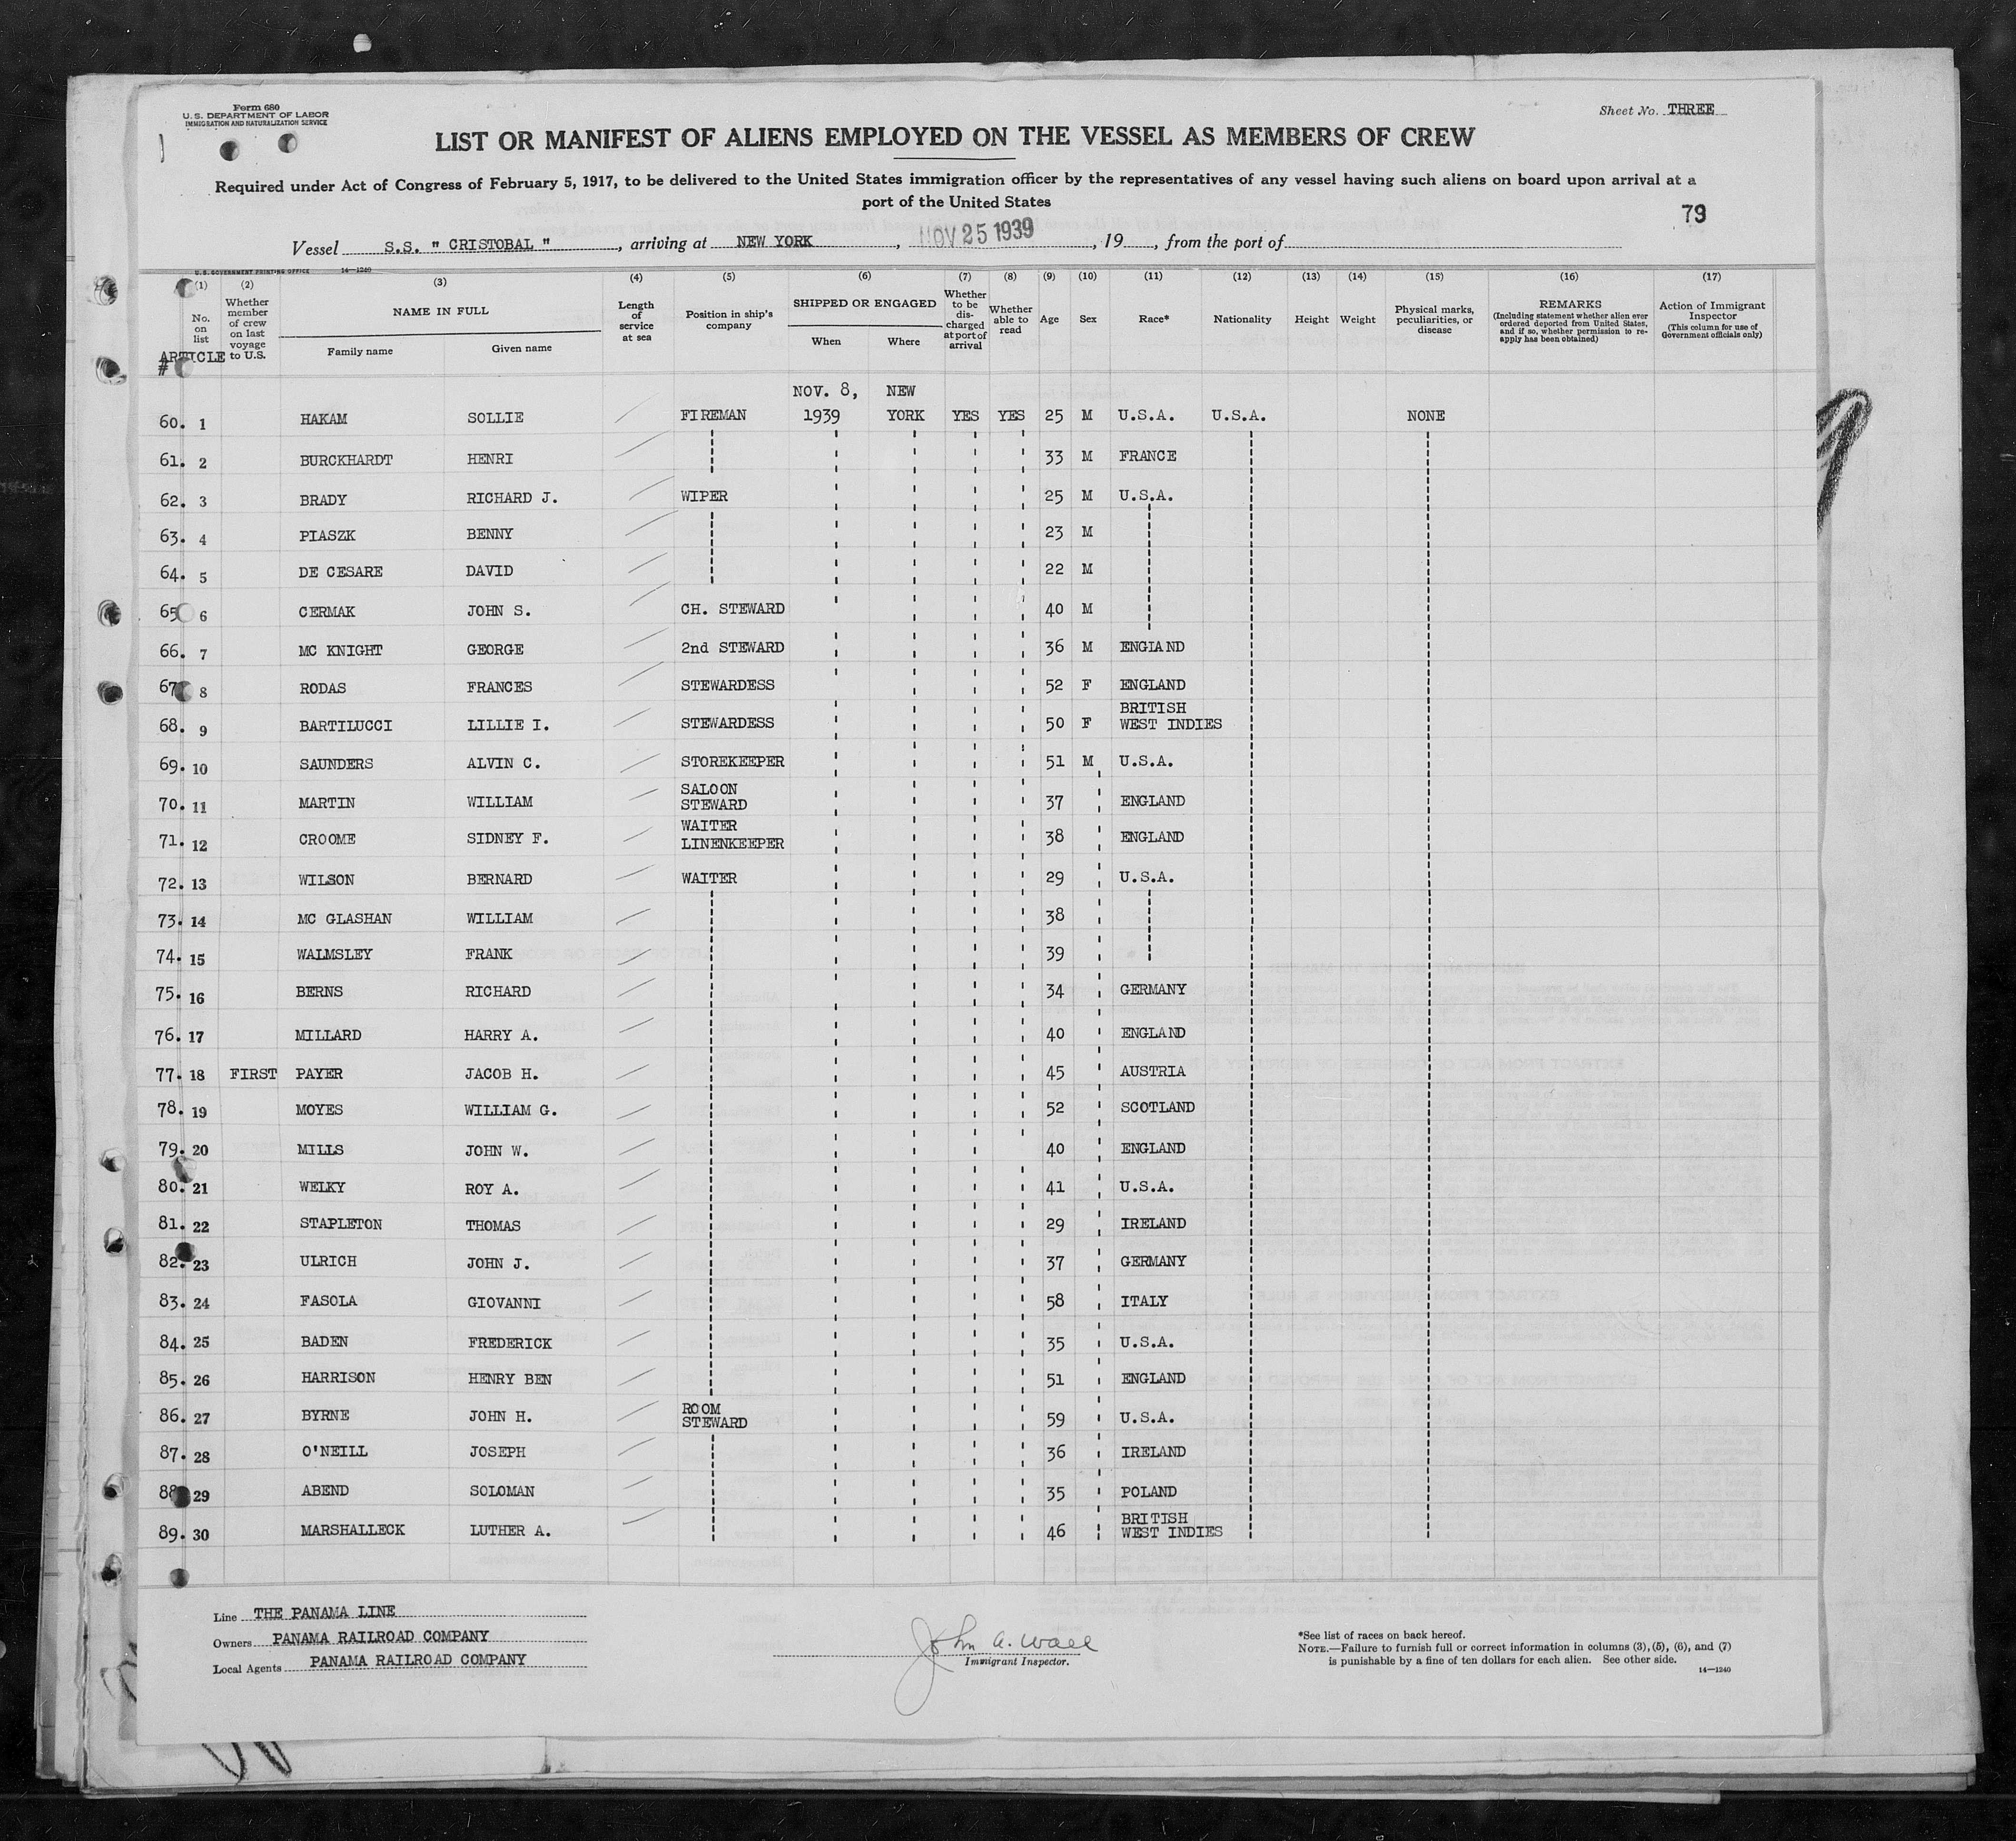 Form 680
U. S. DEPARTMENT OF LABOR
IMMIGRATION AND NATURALIZATION SERVICE
Sheet No. THREE
LIST OR MANIFEST OF ALIENS EMPLOYED ON THE VESSEL AS MEMBERS OF CREW
Required under Act of Congress of February 5, 1917, to be delivered to the United States immigration officer by the representatives of any vessel having such aliens on board upon arrival at a
port of the United States
79
Vessel S.S. " CRISTOBAL ", arriving at NEW YORK, NOV 25 1939, 19, from the port of
U. S. GOVERNMENT PRINTING OFFICE 14—1240
(1) (2) (3) (4) (5) (6) (7) (8) (9) (10) (11) (12) (13) (14) (15) (16) (17)
No. on list
Whether member of crew on last voyage to U.S.
NAME IN FULL
Family name Given name
Length of service at sea
Position in ship's company
SHIPPED OR ENGAGED
When Where
Whether to be discharged at port of arrival
Whether able to read
Age
Sex
Race*
Nationality
Height
Weight
Physical marks, peculiarities, or disease
REMARKS
(Including statement whether alien ever ordered deported from United States, and if so, whether permission to re-apply has been obtained)
Action of Immigrant Inspector
(This column for use of Government officials only)
ARTICLE
#
NOV. 8, NEW
60. 1 HAKAM SOLLIE FIREMAN 1939 YORK YES YES 25 M U.S.A. U.S.A. NONE
61. 2 BURCKHARDT HENRI 33 M FRANCE
62. 3 BRADY RICHARD J. WIPER 25 M U.S.A.
63. 4 PIASZK BENNY 23 M
64. 5 DE CESARE DAVID 22 M
65 6 CERMAK JOHN S. CH. STEWARD 40 M
66. 7 MC KNIGHT GEORGE 2nd STEWARD 36 M ENGLAND
67 8 RODAS FRANCES STEWARDESS 52 F ENGLAND
68. 9 BARTILUCCI LILLIE I. STEWARDESS 50 F BRITISH WEST INDIES
69. 10 SAUNDERS ALVIN C. STOREKEEPER 51 M U.S.A.
70. 11 MARTIN WILLIAM SALOON STEWARD 37 ENGLAND
71. 12 CROOME SIDNEY F. WAITER LINENKEEPER 38 ENGLAND
72. 13 WILSON BERNARD WAITER 29 U.S.A.
73. 14 MC GLASHAN WILLIAM 38
74. 15 WALMSLEY FRANK 39
75. 16 BERNS RICHARD 34 GERMANY
76. 17 MILLARD HARRY A. 40 ENGLAND
77. 18 FIRST PAYER JACOB H. 45 AUSTRIA
78. 19 MOYES WILLIAM G. 52 SCOTLAND
79. 20 MILLS JOHN W. 40 ENGLAND
80. 21 WELKY ROY A. 41 U.S.A.
81. 22 STAPLETON THOMAS 29 IRELAND
82. 23 ULRICH JOHN J. 37 GERMANY
83. 24 FASOLA GIOVANNI 58 ITALY
84. 25 BADEN FREDERICK 35 U.S.A.
85. 26 HARRISON HENRY BEN 51 ENGLAND
86. 27 BYRNE JOHN H. ROOM STEWARD 59 U.S.A.
87. 28 O'NEILL JOSEPH 36 IRELAND
88 29 ABEND SOLOMAN 35 POLAND
89. 30 MARSHALLECK LUTHER A. 46 BRITISH WEST INDIES
Line THE PANAMA LINE
Owners PANAMA RAILROAD COMPANY
Local Agents PANAMA RAILROAD COMPANY
John A. Wall
Immigrant Inspector.
*See list of races on back hereof.
NOTE.—Failure to furnish full or correct information in columns (3), (5), (6), and (7)
is punishable by a fine of ten dollars for each alien. See other side.
14—1240